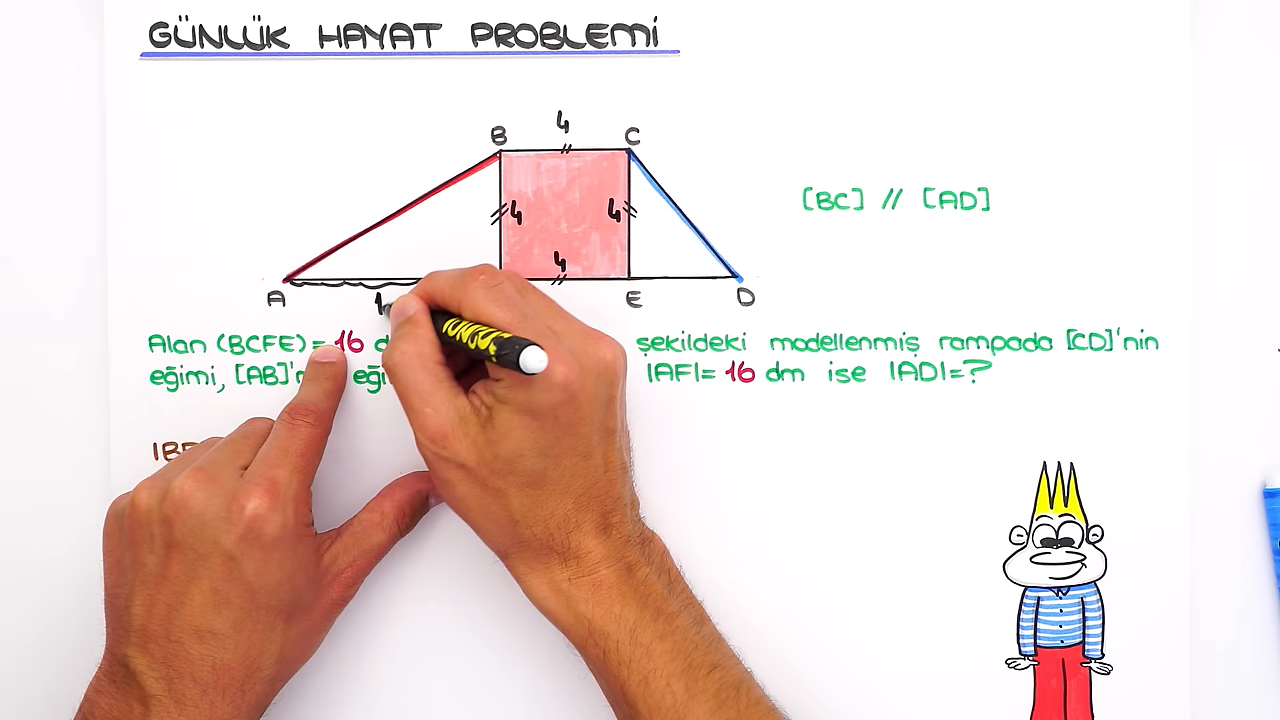 GÜNLÜK HAYAT PROBLEMİ
4
B C
[BC] // [AD]
4 4
4
A E D
1
Alan (BCFE)= 16 şekildeki modellenmiş rampada [CD]'nin
eğimi, [AB]' |AF|= 16 dm ise |AD|=?